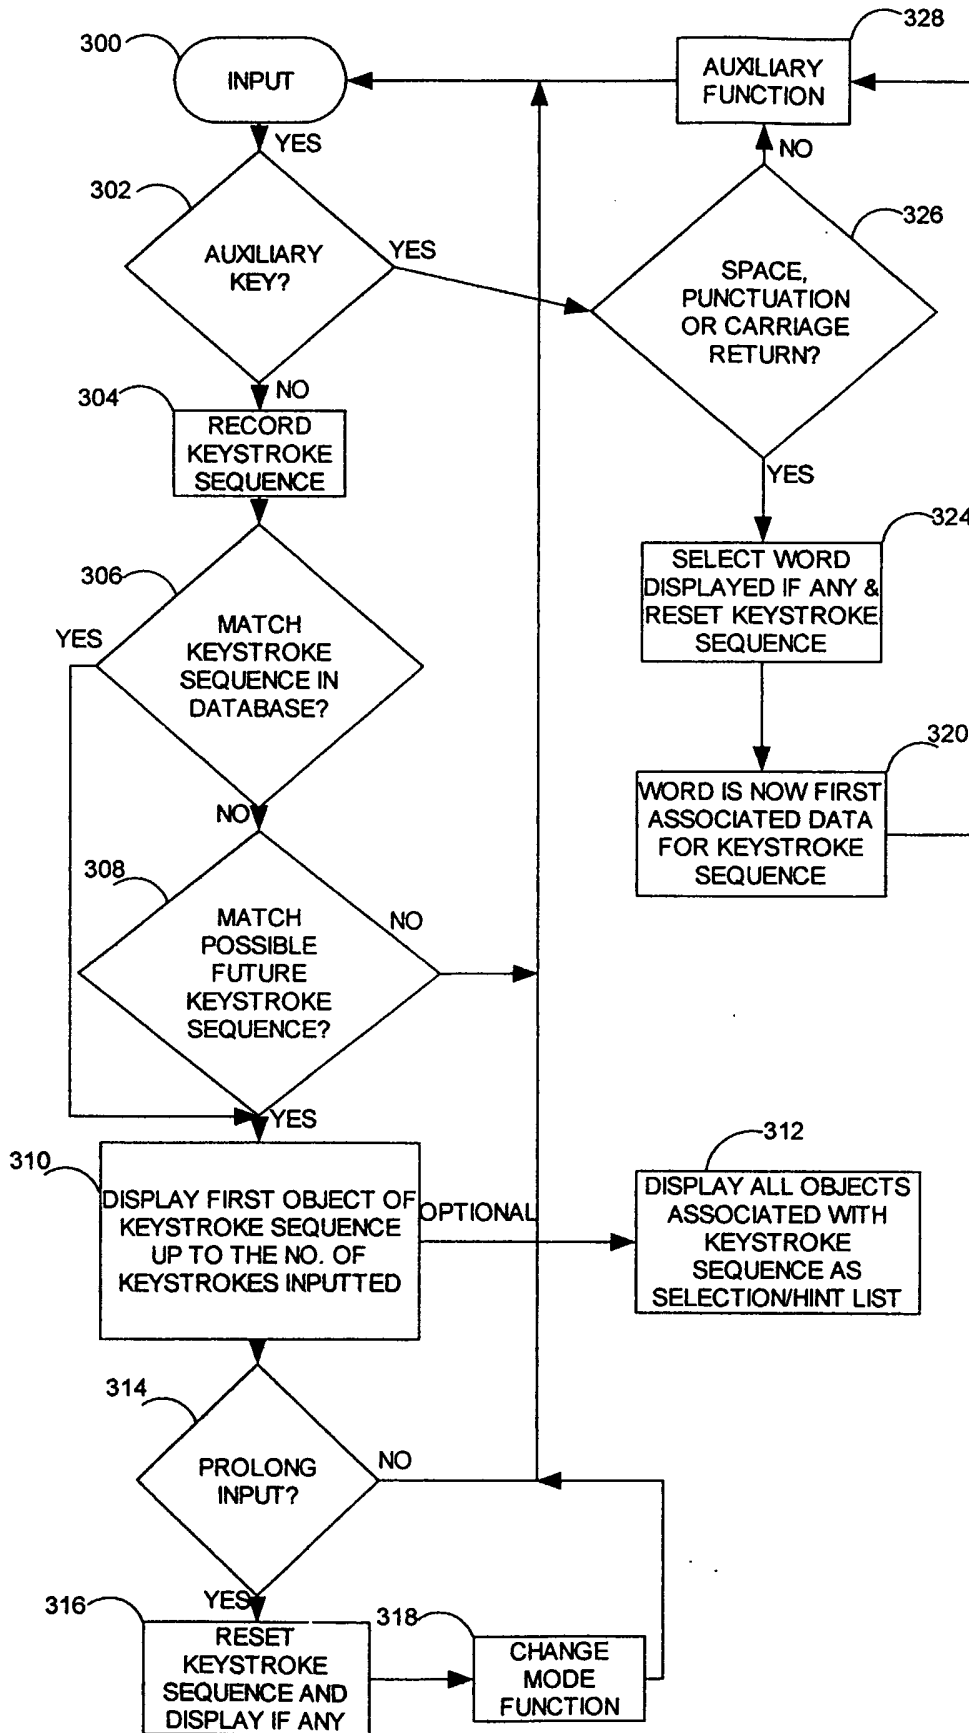 300
INPUT
YES
302
AUXILIARY
KEY?
YES
NO
304
RECORD
KEYSTROKE
SEQUENCE
306
YES
MATCH
KEYSTROKE
SEQUENCE IN
DATABASE?
NO
308
MATCH
POSSIBLE
FUTURE
KEYSTROKE
SEQUENCE?
NO
YES
310
DISPLAY FIRST OBJECT OF
KEYSTROKE SEQUENCE
UP TO THE NO. OF
KEYSTROKES INPUTTED
OPTIONAL
312
DISPLAY ALL OBJECTS
ASSOCIATED WITH
KEYSTROKE
SEQUENCE AS
SELECTION/HINT LIST
314
PROLONG
INPUT?
NO
YES
316
RESET
KEYSTROKE
SEQUENCE AND
DISPLAY IF ANY
318
CHANGE
MODE
FUNCTION
328
AUXILIARY
FUNCTION
NO
326
SPACE,
PUNCTUATION
OR CARRIAGE
RETURN?
YES
324
SELECT WORD
DISPLAYED IF ANY &
RESET KEYSTROKE
SEQUENCE
320
WORD IS NOW FIRST
ASSOCIATED DATA
FOR KEYSTROKE
SEQUENCE